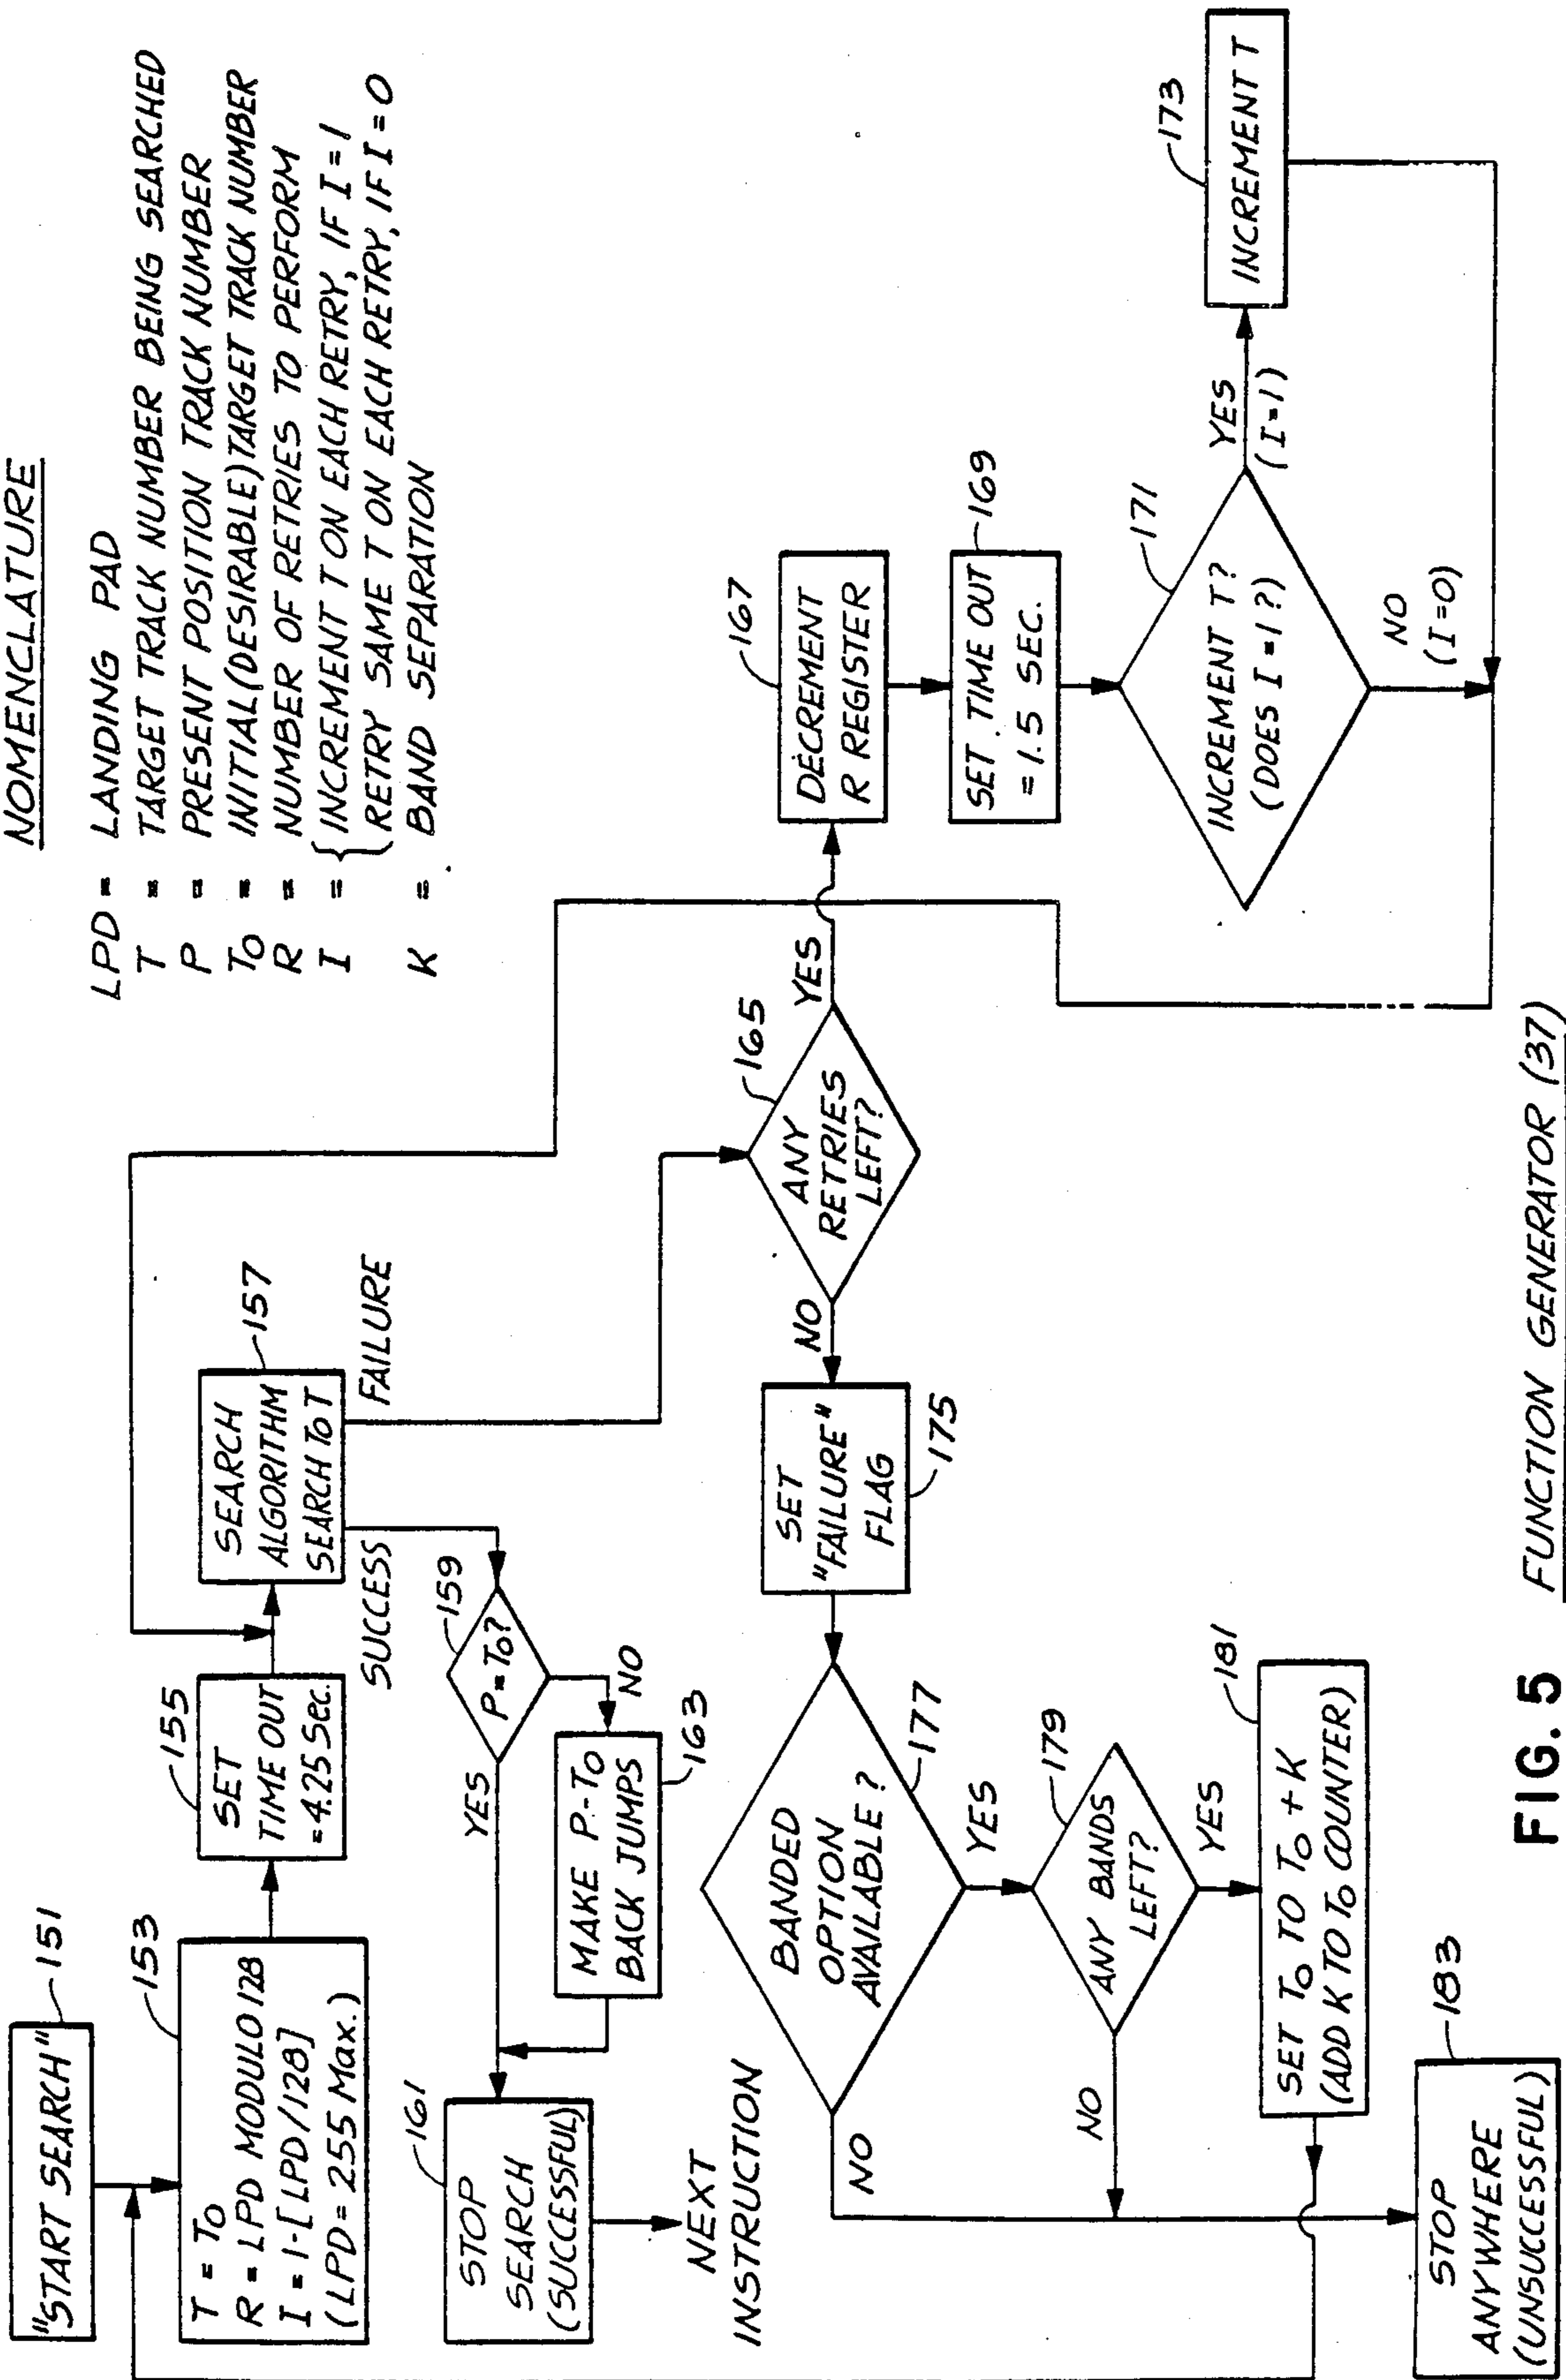 NOMENCLATURE
LPD = LANDING PAD
T = TARGET TRACK NUMBER BEING SEARCHED
P = PRESENT POSITION TRACK NUMBER
To = INITIAL (DESIRABLE) TARGET TRACK NUMBER
R = NUMBER OF RETRIES TO PERFORM
I = { INCREMENT T ON EACH RETRY, IF I = 1
RETRY SAME T ON EACH RETRY, IF I = 0
K = BAND SEPARATION
"START SEARCH"
151
T = To
R = LPD MODULO 128
I = 1-[LPD/128]
(LPD = 255 Max.)
153
SET
TIME OUT
= 4.25 Sec.
155
SEARCH
ALGORITHM
SEARCH To T
157
SUCCESS
FAILURE
P = To?
159
YES
NO
STOP
SEARCH
(SUCCESSFUL)
161
NEXT
INSTRUCTION
MAKE P-To
BACK JUMPS
163
ANY
RETRIES
LEFT?
165
YES
NO
DECREMENT
R REGISTER
167
SET TIME OUT
= 1.5 SEC.
169
INCREMENT T?
(DOES I = 1?)
171
YES
(I=1)
NO
(I=0)
INCREMENT T
173
SET
"FAILURE"
FLAG
175
BANDED
OPTION
AVAILABLE?
177
YES
NO
ANY BANDS
LEFT?
179
YES
NO
SET To TO To + K
(ADD K TO To COUNTER)
181
STOP
ANYWHERE
(UNSUCCESSFUL)
183
FIG. 5
FUNCTION GENERATOR (37)